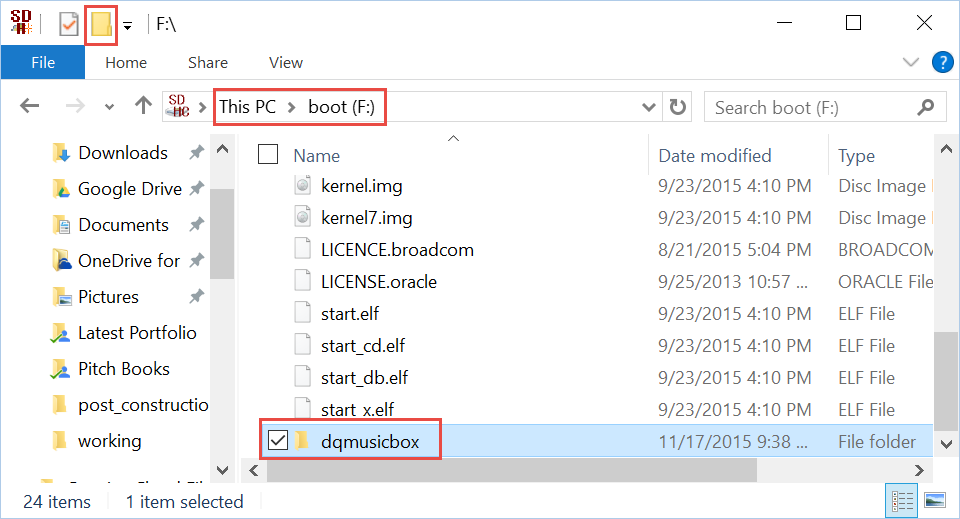 SD F:\
File Home Share View ?
SD HC This PC boot (F:) Search boot (F:)
Name Date modified Type
Downloads
Google Drive
Documents
OneDrive for
Pictures
Latest Portfolio
Pitch Books
post_constructio
working
kernel.img 9/23/2015 4:10 PM Disc Image
kernel7.img 9/23/2015 4:10 PM Disc Image
LICENCE.broadcom 8/21/2015 5:04 PM BROADCOM
LICENSE.oracle 9/25/2013 10:57 ... ORACLE File
start.elf 9/23/2015 4:10 PM ELF File
start_cd.elf 9/23/2015 4:10 PM ELF File
start_db.elf 9/23/2015 4:10 PM ELF File
start_x.elf 9/23/2015 4:10 PM ELF File
dqmusicbox 11/17/2015 9:38 ... File folder
24 items 1 item selected